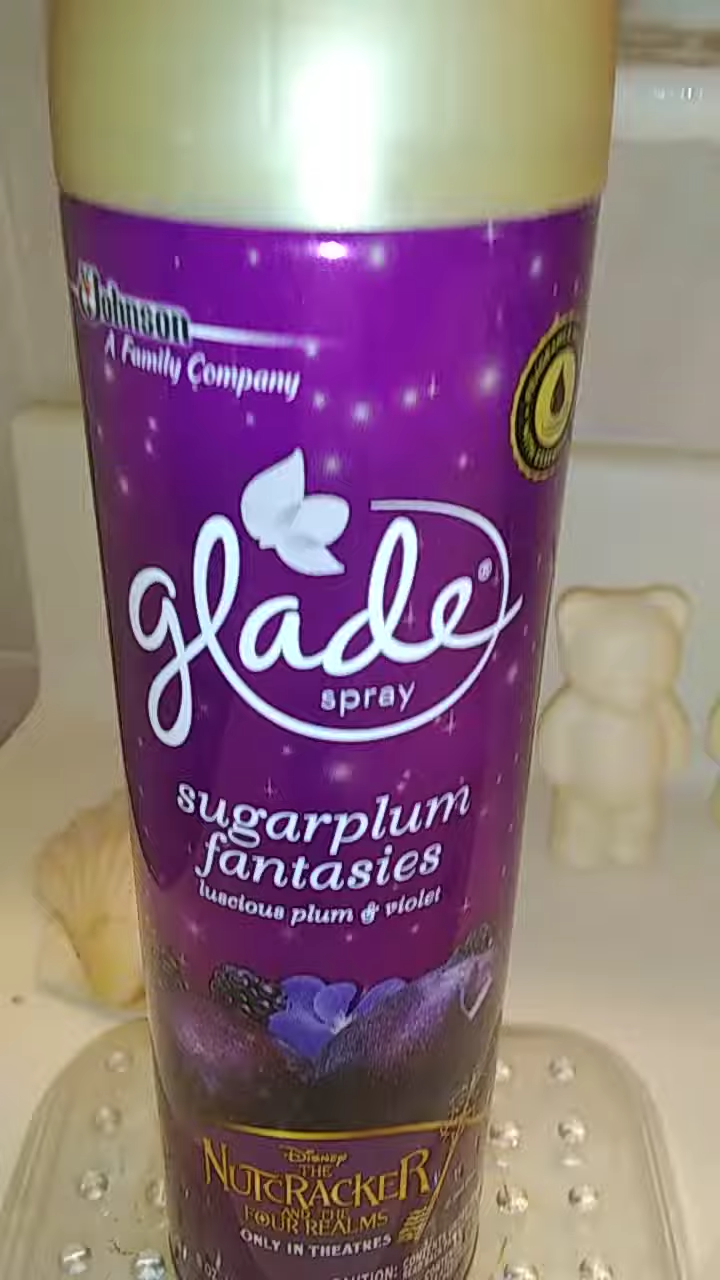 Johnson
A Family Company
glade®
spray
sugarplum
fantasies
luscious plum & violet
Disney
THE
NUTCRACKER
AND THE
FOUR REALMS
ONLY IN THEATRES
CAUTION: